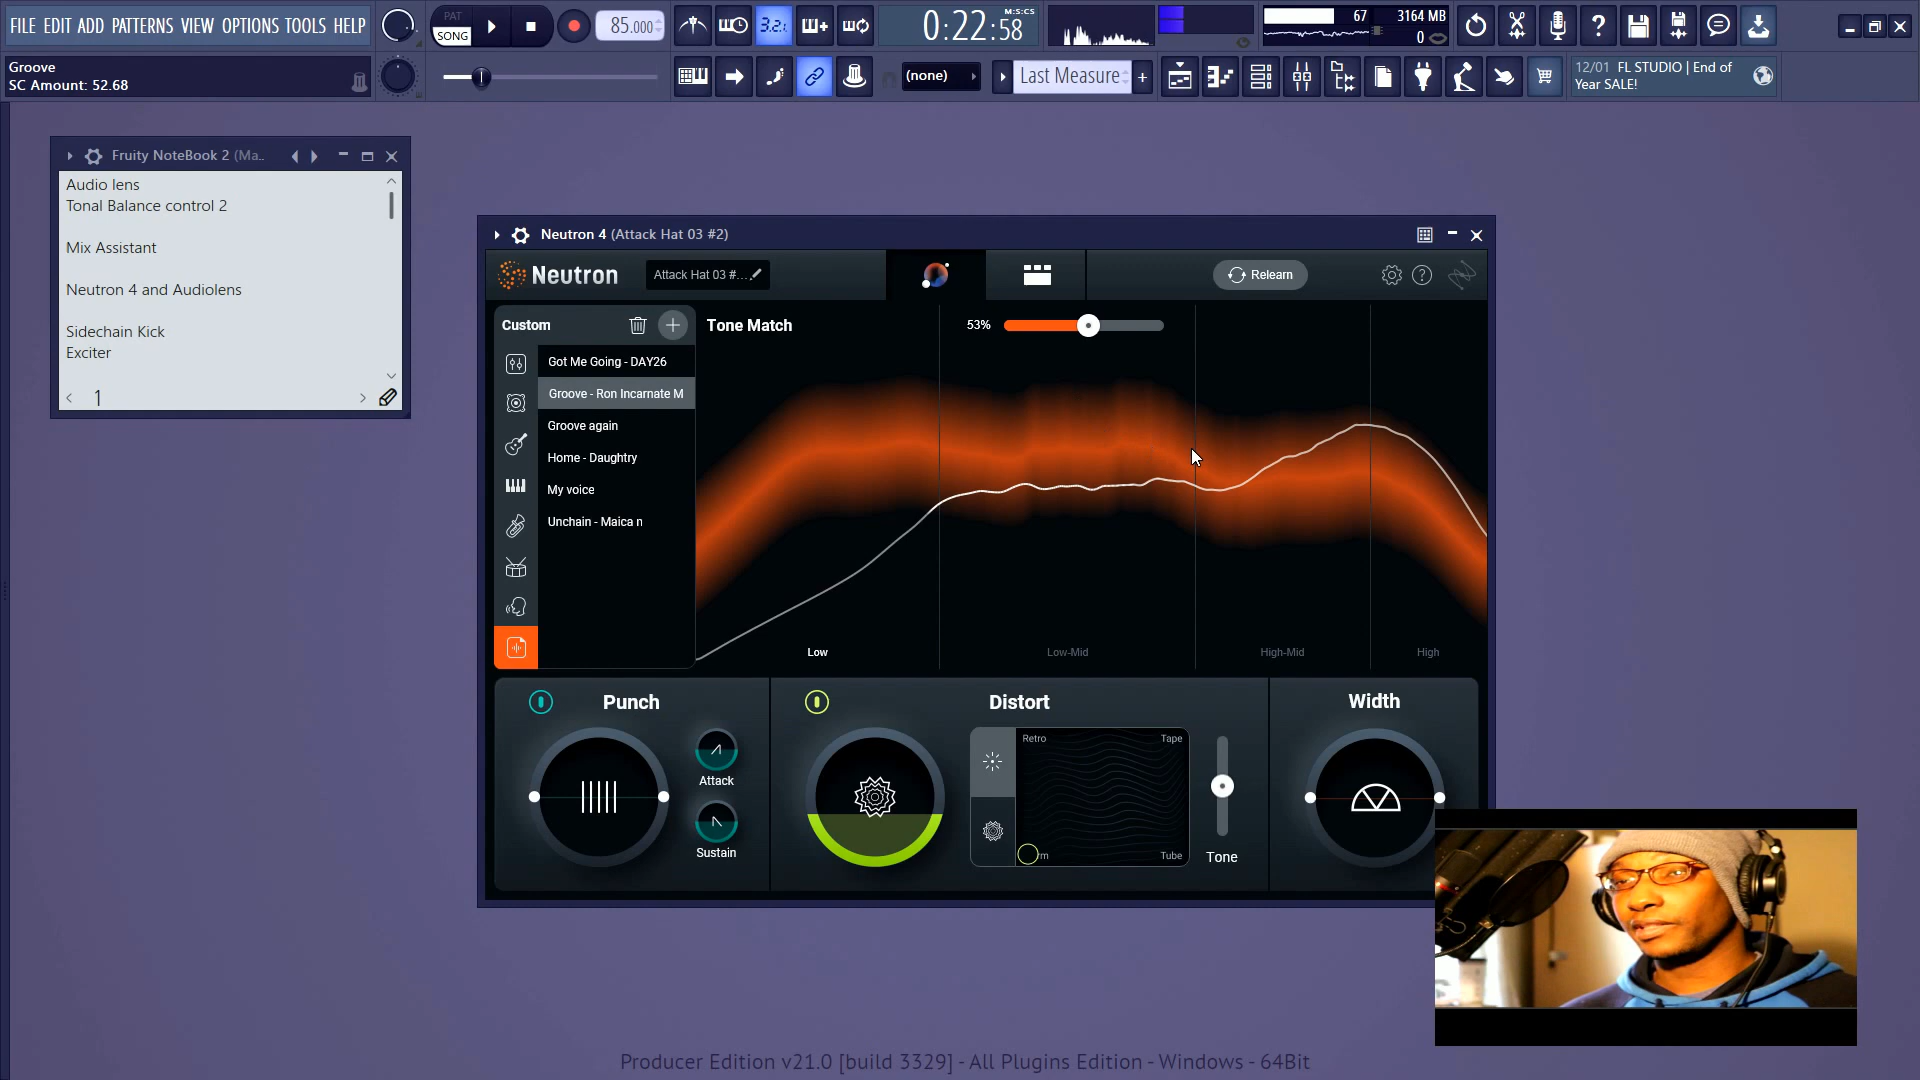 FILE EDIT ADD PATTERNS VIEW OPTIONS TOOLS HELP
PAT
SONG
85.000
3.2.
0:22:58
M:S:CS
67
3164 MB
0
Groove
SC Amount: 52.68
(none)
Last Measure
12/01 FL STUDIO | End of
Year SALE!
Fruity NoteBook 2 (Ma..
Audio lens
Tonal Balance control 2
Mix Assistant
Neutron 4 and Audiolens
Sidechain Kick
Exciter
1
Neutron 4 (Attack Hat 03 #2)
Neutron
Attack Hat 03 #...
Relearn
Custom
Tone Match
53%
Got Me Going - DAY26
Groove - Ron Incarnate M
Groove again
Home - Daughtry
My voice
Unchain - Maica n
Low
Low-Mid
High-Mid
High
Punch
Attack
Sustain
Distort
Retro
Tape
Tube
Tone
Width
Producer Edition v21.0 [build 3329] - All Plugins Edition - Windows - 64Bit